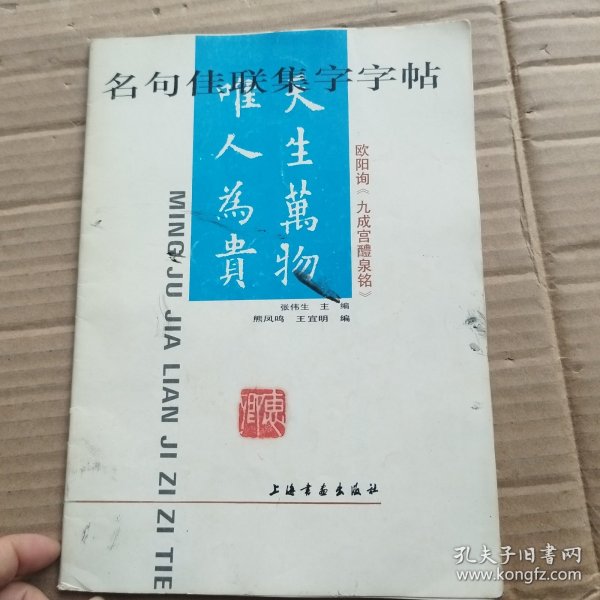 名句佳联集字字帖
天生萬物
唯人為貴
欧阳询《九成宫醴泉铭》
MING JU JIA LIAN JI ZI ZI TIE
张伟生 主 编
熊凤鸣 王宜明 编
上海书画出版社
孔夫子旧书网
www.kongfz.com